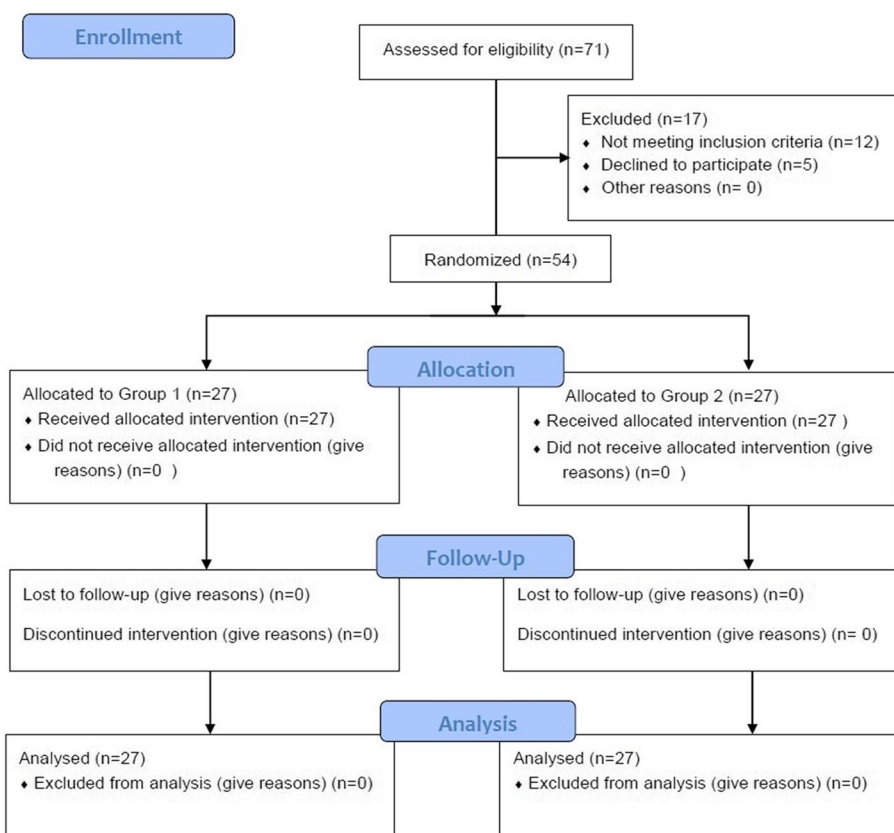 Enrollment
Assessed for eligibility (n=71)
Excluded (n=17)
♦ Not meeting inclusion criteria (n=12)
♦ Declined to participate (n=5)
♦ Other reasons (n= 0)
Randomized (n=54)
Allocation
Allocated to Group 1 (n=27)
♦ Received allocated intervention (n=27)
♦ Did not receive allocated intervention (give
reasons) (n=0 )
Allocated to Group 2 (n=27)
♦ Received allocated intervention (n=27 )
♦ Did not receive allocated intervention (give
reasons) (n=0 )
Follow-Up
Lost to follow-up (give reasons) (n=0)
Discontinued intervention (give reasons) (n=0)
Lost to follow-up (give reasons) (n=0)
Discontinued intervention (give reasons) (n= 0)
Analysis
Analysed (n=27)
♦ Excluded from analysis (give reasons) (n=0)
Analysed (n=27)
♦ Excluded from analysis (give reasons) (n=0)